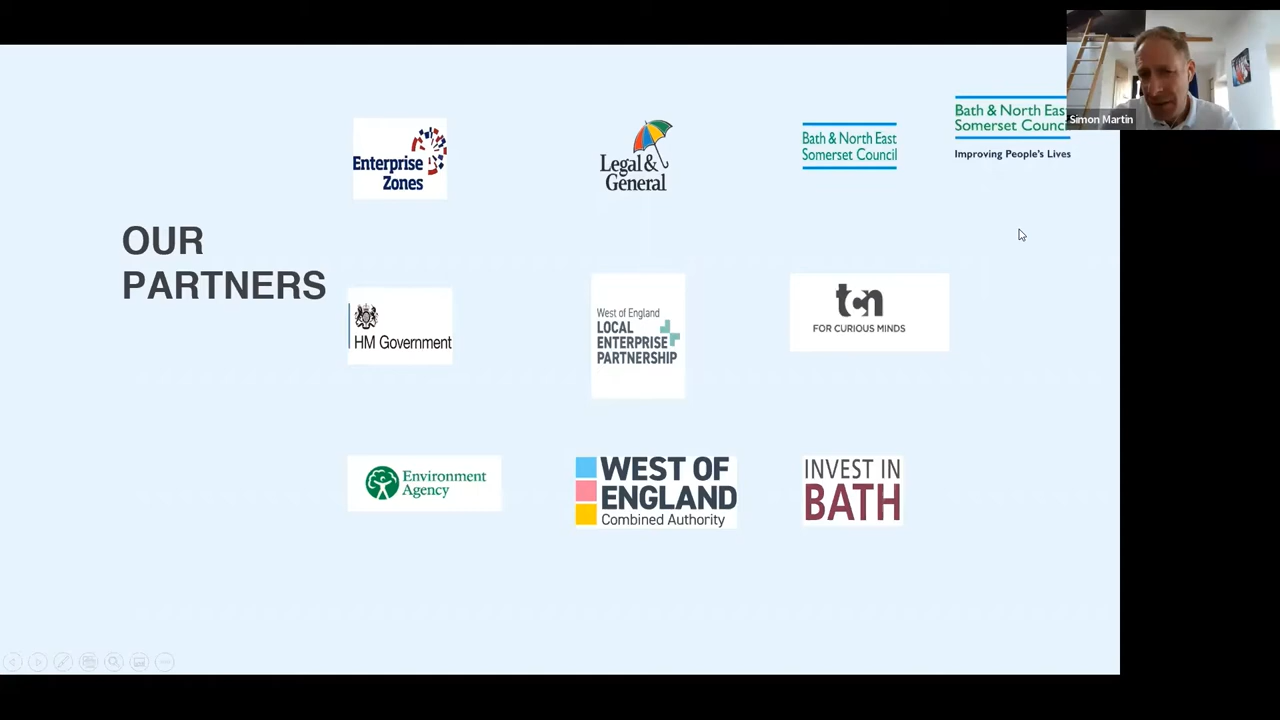 OUR
PARTNERS
Enterprise
Zones
Legal &
General
Bath & North East
Somerset Council
Bath & North East
Somerset Counc
Improving People's Lives
Simon Martin
HM Government
West of England
LOCAL
ENTERPRISE
PARTNERSHIP
tcn
FOR CURIOUS MINDS
Environment
Agency
WEST OF
ENGLAND
Combined Authority
INVEST IN
BATH